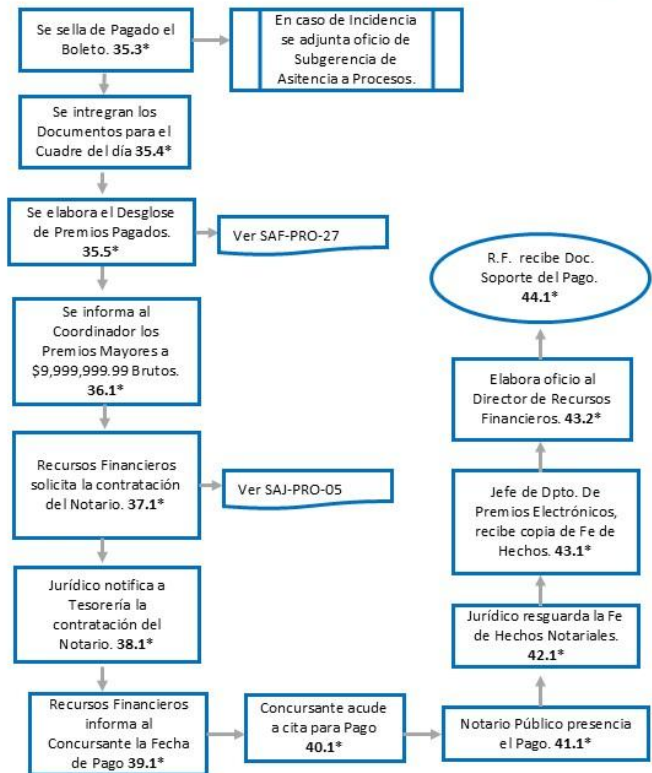 Se sella de Pagado el
Boleto. 35.3*
En caso de Incidencia
se adjunta oficio de
Subgerencia de
Asitencia a Procesos.
Se intregran los
Documentos para el
Cuadre del día 35.4*
Se elabora el Desglose
de Premios Pagados.
35.5*
Ver SAF-PRO-27
Se informa al
Coordinador los
Premios Mayores a
$9,999,999.99 Brutos.
36.1*
Recursos Financieros
solicita la contratación
del Notario. 37.1*
Ver SAJ-PRO-05
Jurídico notifica a
Tesorería la
contratación del
Notario. 38.1*
Recursos Financieros
informa al
Concursante la Fecha
de Pago 39.1*
Concursante acude
a cita para Pago
40.1*
Notario Público presencia
el Pago. 41.1*
Jurídico resguarda la Fe
de Hechos Notariales.
42.1*
Jefe de Dpto. De
Premios Electrónicos,
recibe copia de Fe de
Hechos. 43.1*
Elabora oficio al
Director de Recursos
Financieros. 43.2*
R.F. recibe Doc.
Soporte del Pago.
44.1*